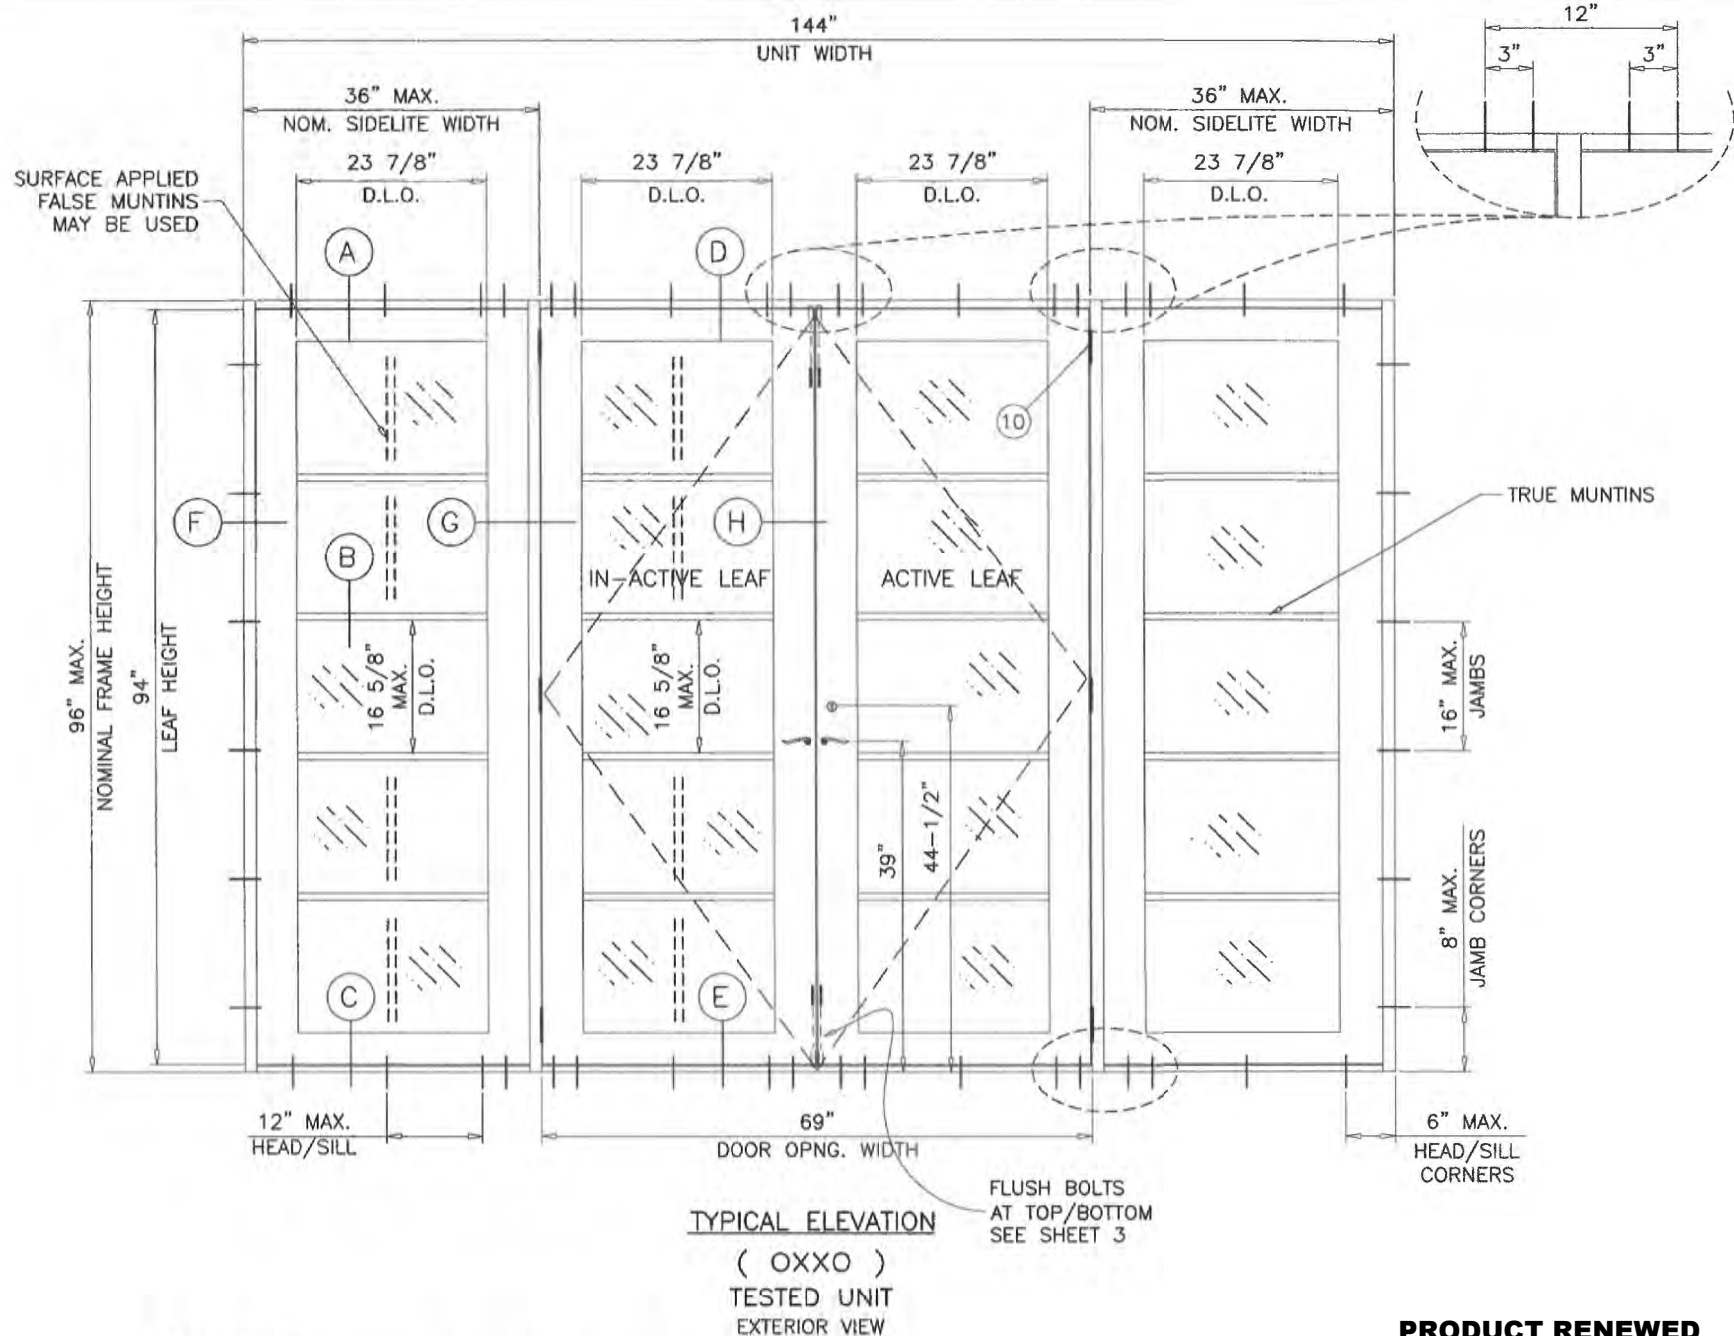 144"
UNIT WIDTH
12"
3"
3"
36" MAX.
NOM. SIDELITE WIDTH
36" MAX.
NOM. SIDELITE WIDTH
23 7/8"
D.L.O.
23 7/8"
D.L.O.
23 7/8"
D.L.O.
23 7/8"
D.L.O.
SURFACE APPLIED
FALSE MUNTINS
MAY BE USED
A
D
10
TRUE MUNTINS
F
G
H
B
IN-ACTIVE LEAF
ACTIVE LEAF
96" MAX.
NOMINAL FRAME HEIGHT
94"
LEAF HEIGHT
16 5/8"
MAX.
D.L.O.
16 5/8"
MAX.
D.L.O.
16" MAX.
JAMBS
39"
44-1/2"
8" MAX.
JAMB CORNERS
C
E
12" MAX.
HEAD/SILL
69"
DOOR OPNG. WIDTH
6" MAX.
HEAD/SILL
CORNERS
FLUSH BOLTS
AT TOP/BOTTOM
SEE SHEET 3
TYPICAL ELEVATION
( OXXO )
TESTED UNIT
EXTERIOR VIEW
PRODUCT RENEWED